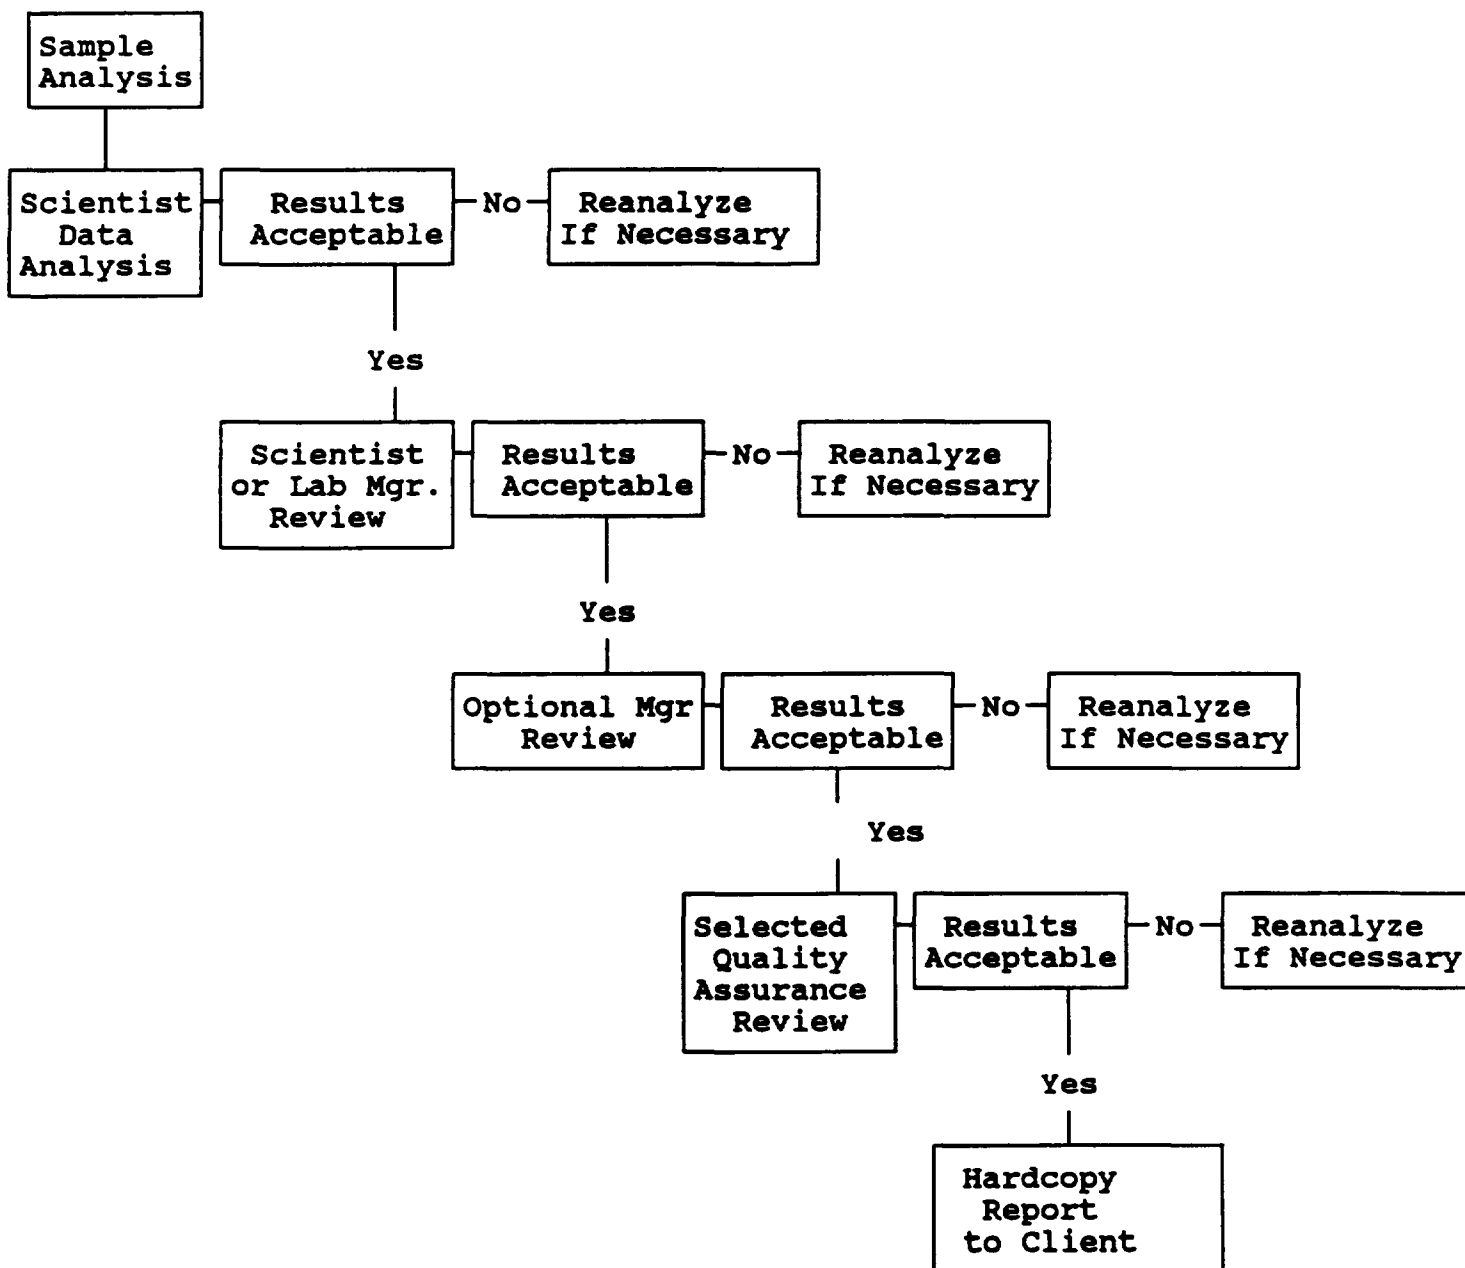 Sample
Analysis
Scientist
Data
Analysis
Results
Acceptable
No
Reanalyze
If Necessary
Yes
Scientist
or Lab Mgr.
Review
Results
Acceptable
No
Reanalyze
If Necessary
Yes
Optional Mgr
Review
Results
Acceptable
No
Reanalyze
If Necessary
Yes
Selected
Quality
Assurance
Review
Results
Acceptable
No
Reanalyze
If Necessary
Yes
Hardcopy
Report
to Client